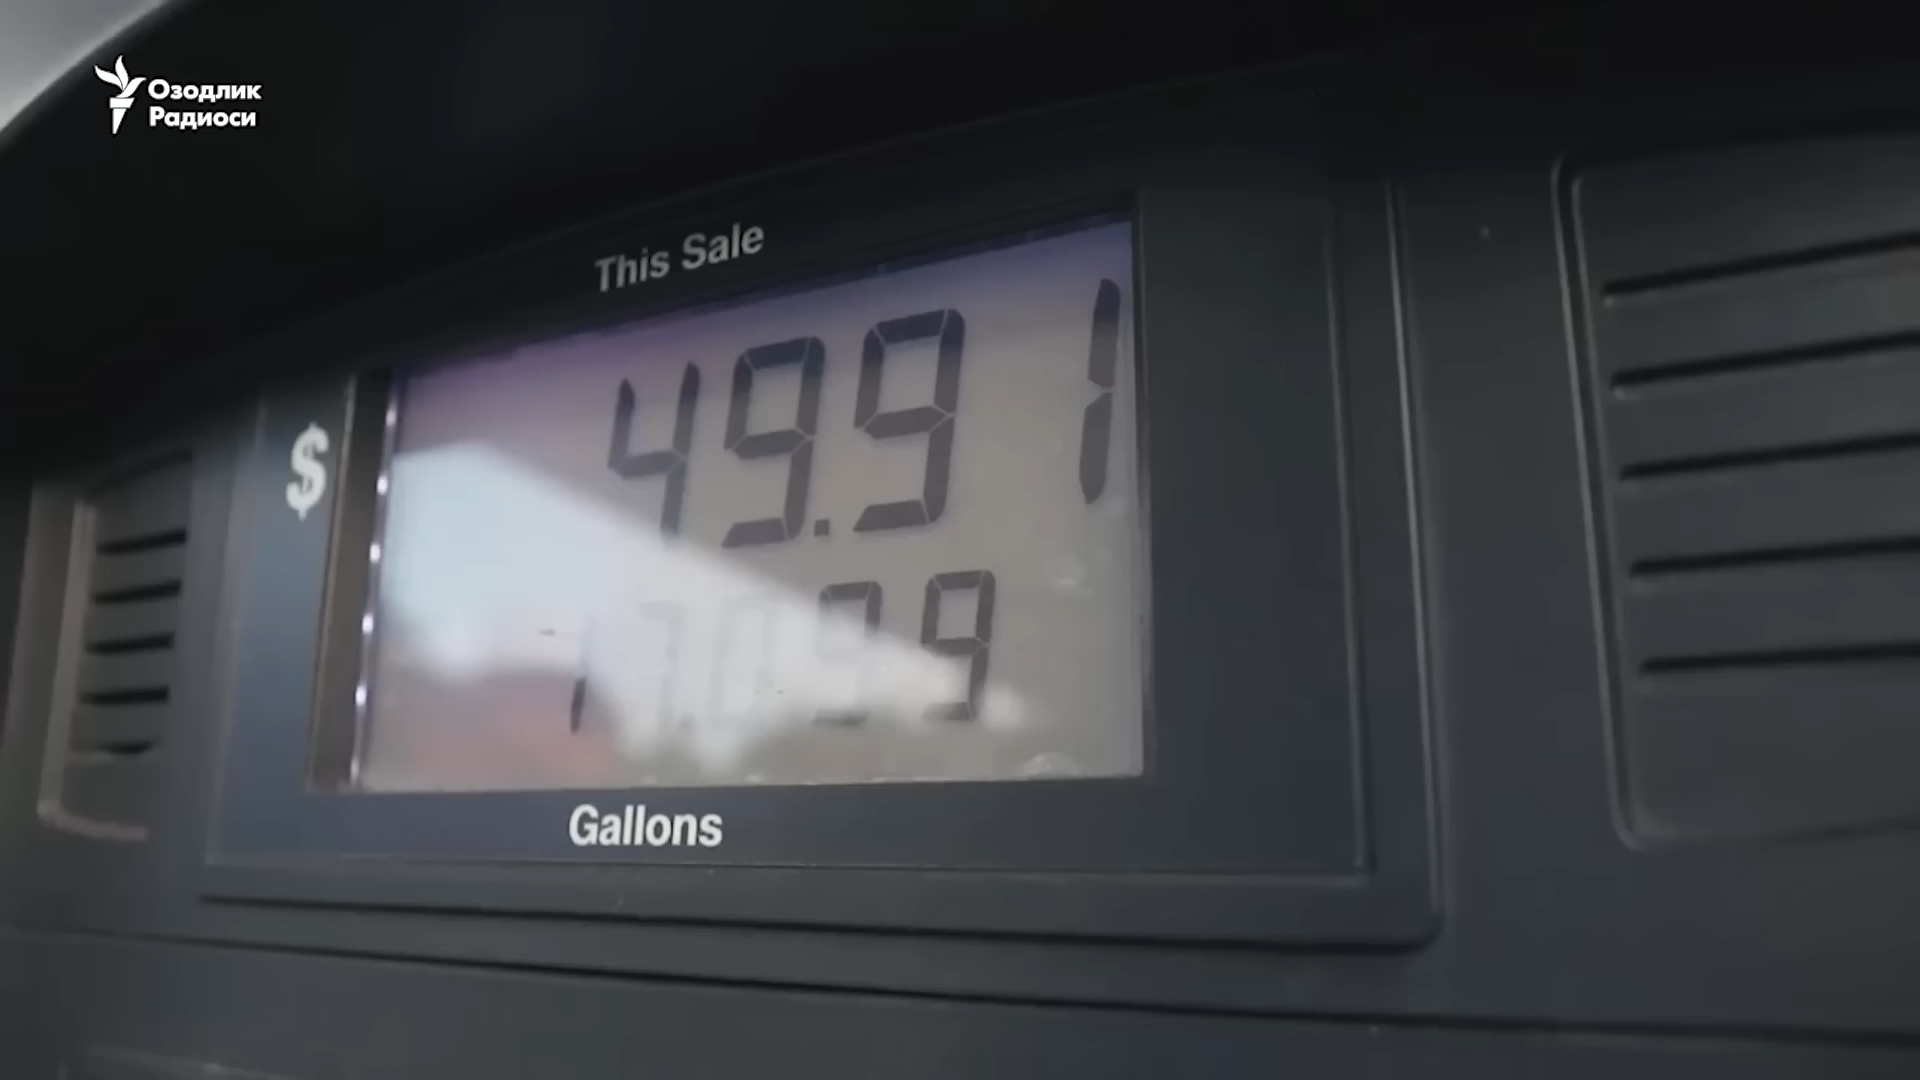 Озодлик
Радиоси
This Sale
$
49.91
Gallons